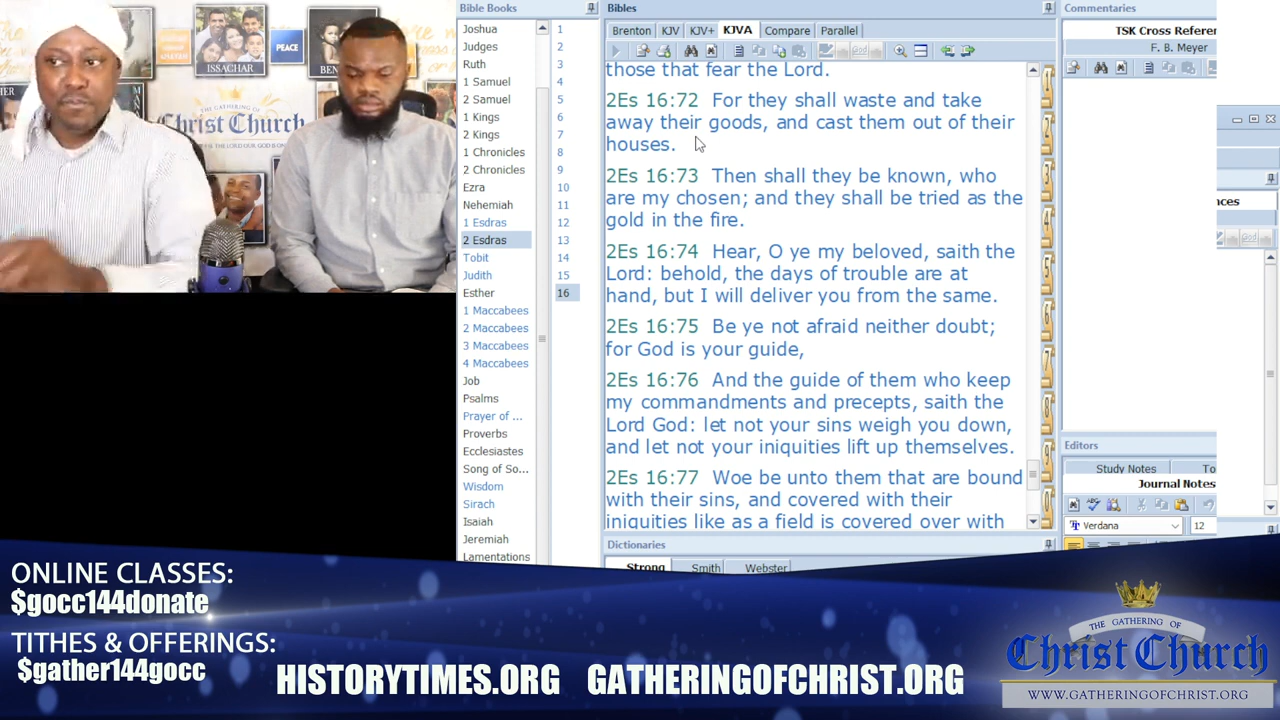 ISSACHAR
PEACE
BEN
THE GATHERING OF
Christ Church
Bible Books
Joshua
Judges
Ruth
1 Samuel
2 Samuel
1 Kings
2 Kings
1 Chronicles
2 Chronicles
Ezra
Nehemiah
1 Esdras
2 Esdras
Tobit
Judith
Esther
1 Maccabees
2 Maccabees
3 Maccabees
4 Maccabees
Job
Psalms
Prayer of ...
Proverbs
Ecclesiastes
Song of So...
Wisdom
Sirach
Isaiah
Jeremiah
Lamentations
1
2
3
4
5
6
7
8
9
10
11
12
13
14
15
16
Bibles
Brenton KJV KJV+ KJVA Compare Parallel
those that fear the Lord.
2Es 16:72 For they shall waste and take
away their goods, and cast them out of their
houses.
2Es 16:73 Then shall they be known, who
are my chosen; and they shall be tried as the
gold in the fire.
2Es 16:74 Hear, O ye my beloved, saith the
Lord: behold, the days of trouble are at
hand, but I will deliver you from the same.
2Es 16:75 Be ye not afraid neither doubt;
for God is your guide,
2Es 16:76 And the guide of them who keep
my commandments and precepts, saith the
Lord God: let not your sins weigh you down,
and let not your iniquities lift up themselves.
2Es 16:77 Woe be unto them that are bound
with their sins, and covered with their
iniquities like as a field is covered over with
Dictionaries
Strong Smith Webster
Commentaries
TSK Cross Refer
F. B. Meyer
nces
Editors
Study Notes To
Journal Notes
Verdana 12
ONLINE CLASSES:
$gocc144donate
TITHES & OFFERINGS:
$gather144gocc
HISTORYTIMES.ORG GATHERINGOFCHRIST.ORG
THE GATHERING OF
Christ Church
WWW.GATHERINGOFCHRIST.ORG